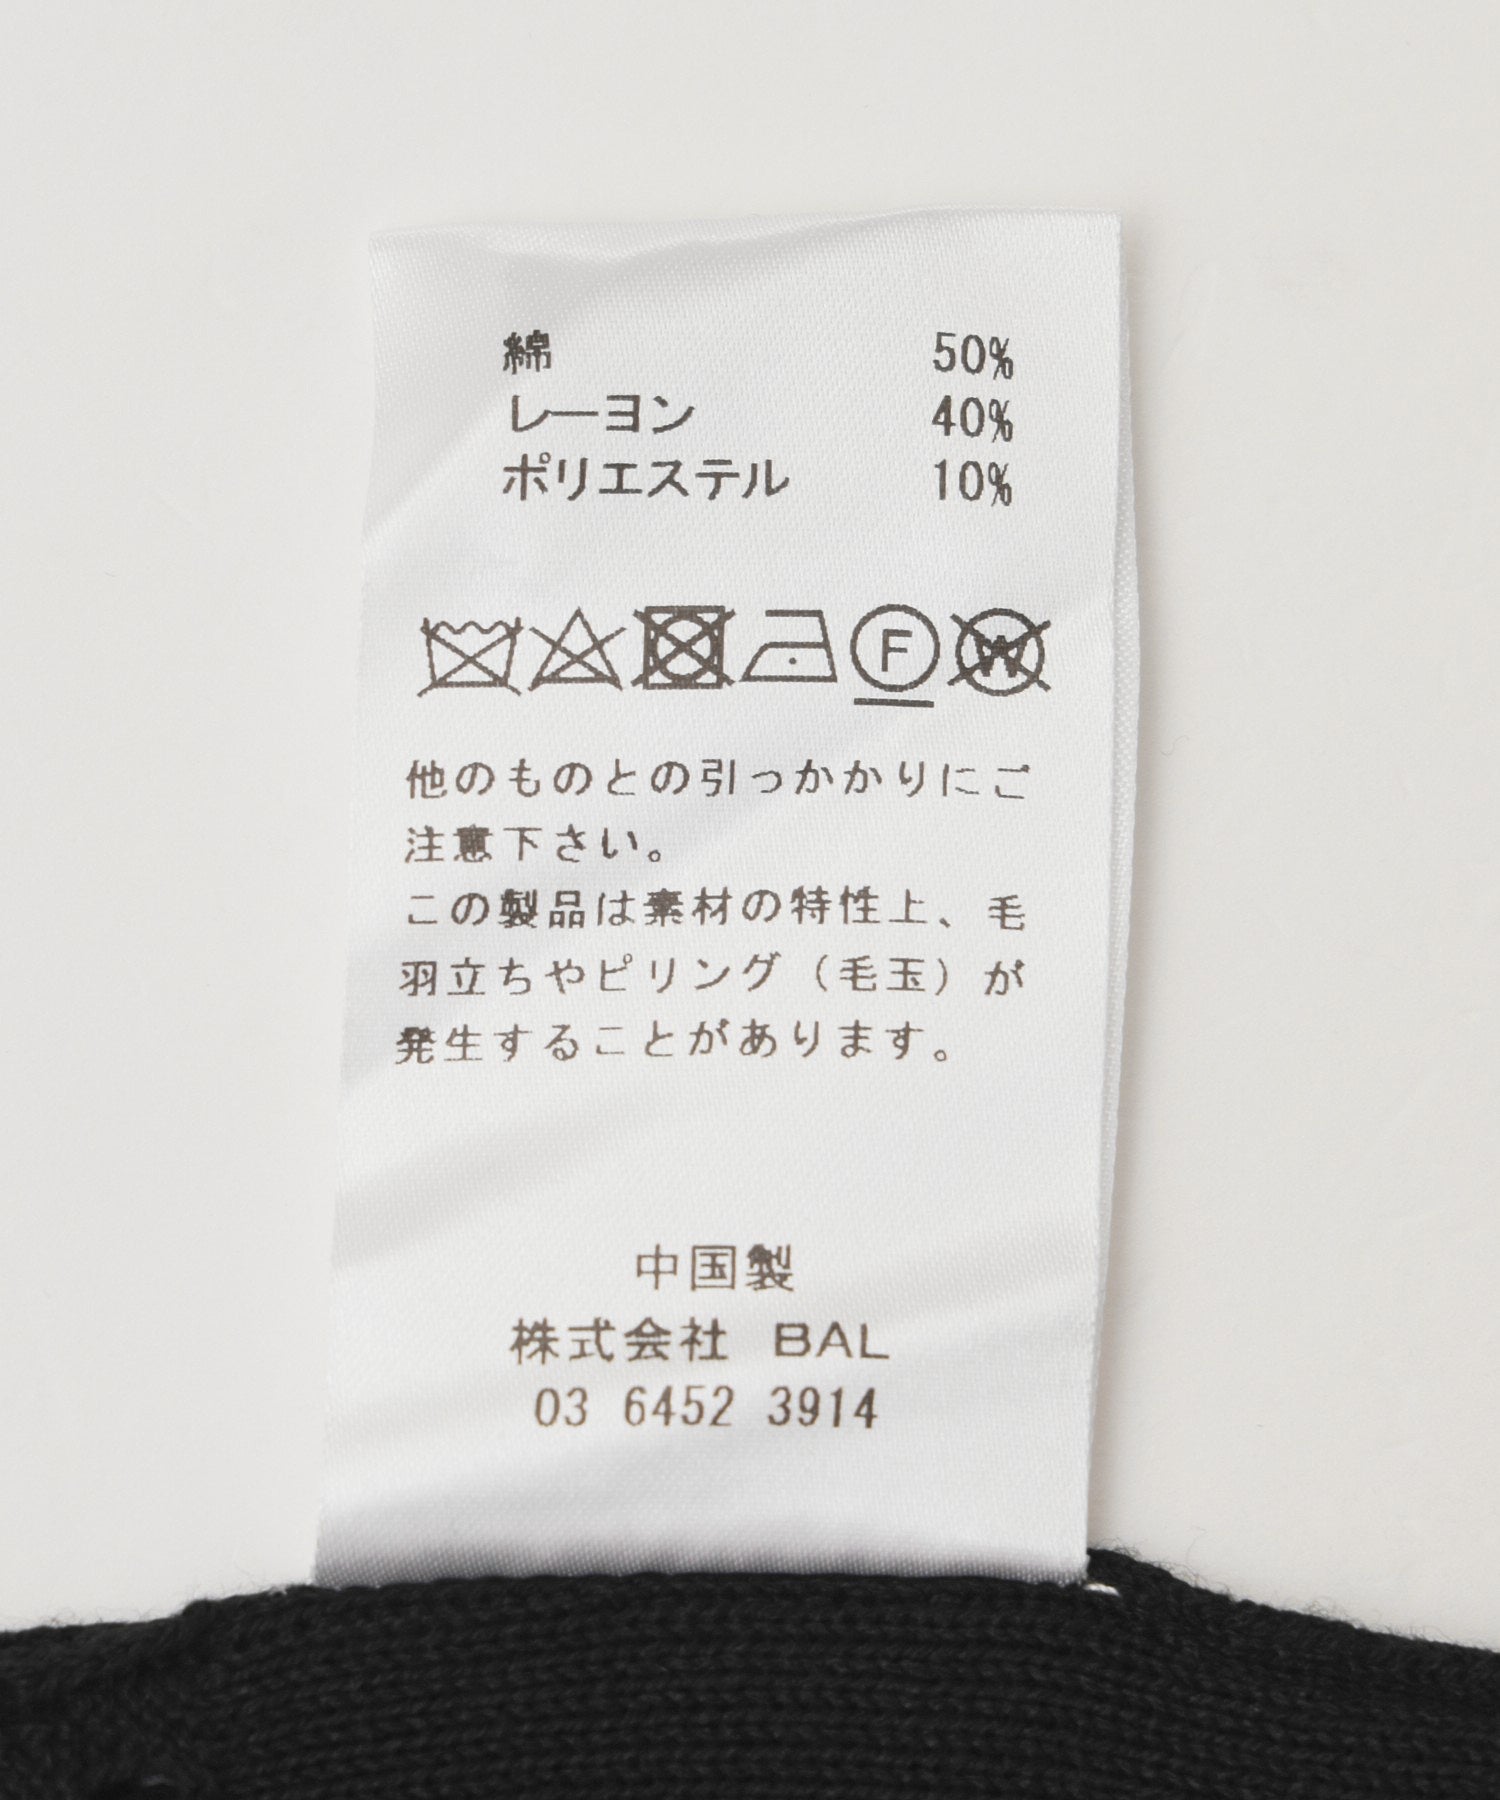 綿 50%
レーヨン 40%
ポリエステル 10%
F W
他のものとの引っかかりにご
注意下さい。
この製品は素材の特性上、毛
羽立ちやピリング（毛玉）が
発生することがあります。
中国製
株式会社 BAL
03 6452 3914